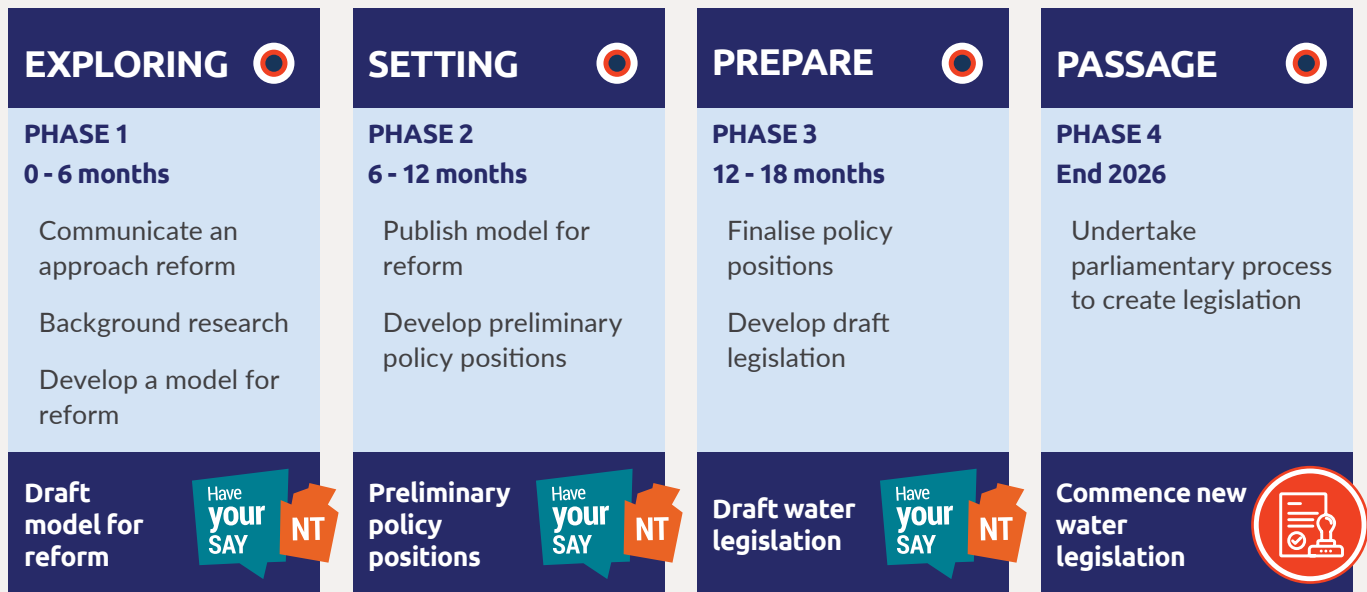 EXPLORING
PHASE 1
0 - 6 months
Communicate an
approach reform
Background research
Develop a model for
reform
Draft
model for
reform
Have
your
SAY
NT
SETTING
PHASE 2
6 - 12 months
Publish model for
reform
Develop preliminary
policy positions
Preliminary
policy
positions
Have
your
SAY
NT
PREPARE
PHASE 3
12 - 18 months
Finalise policy
positions
Develop draft
legislation
Draft water
legislation
Have
your
SAY
NT
PASSAGE
PHASE 4
End 2026
Undertake
parliamentary process
to create legislation
Commence new
water
legislation